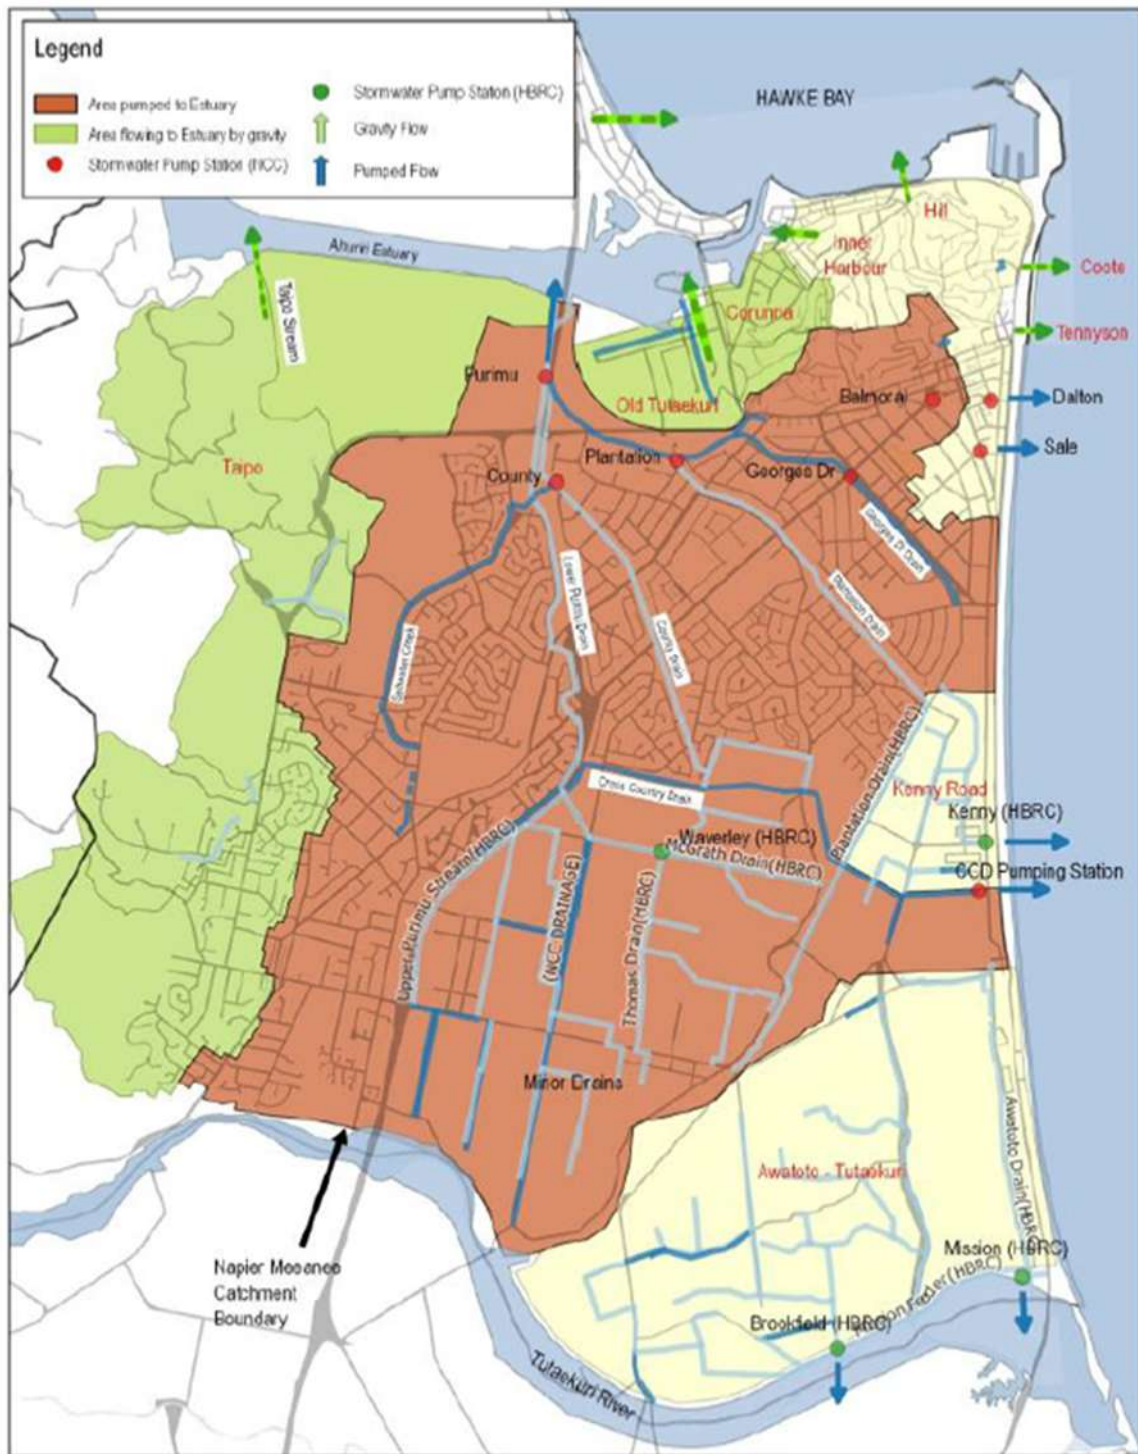 Legend
Area pumped to Estuary
Area flowing to Estuary by gravity
Stormwater Pump Station (NCC)
Stormwater Pump Station (HBRC)
Gravity Flow
Pumped Flow
HAWKE BAY
Hill
Inner
Harbour
Coote
Tennyson
Ahuriri Estuary
Taipo Stream
Corunna
Purimu
Old Tutaekuri
Balmoral
Dalton
Sale
Taipo
County
Plantation
Georges Dr
Georges Dr Drain
Lower Purimu Drain
Plantation Drain
County Drain
Saltwater Creek
Plantation Drain(HBRC)
Cross Country Drain
Kenny Road
Kenny (HBRC)
Waverley (HBRC)
McGrath Drain(HBRC)
CCD Pumping Station
Upper Purimu Stream(HBRC)
(NCC DRAINAGE)
Thomas Drain(HBRC)
Minor Drains
Awatoto - Tutaekuri
Awatoto Drain(HBRC)
Napier Meeanee
Catchment
Boundary
Mission (HBRC)
Feeder(HBRC)
Brookfield (HBRC)
Tutaekuri River